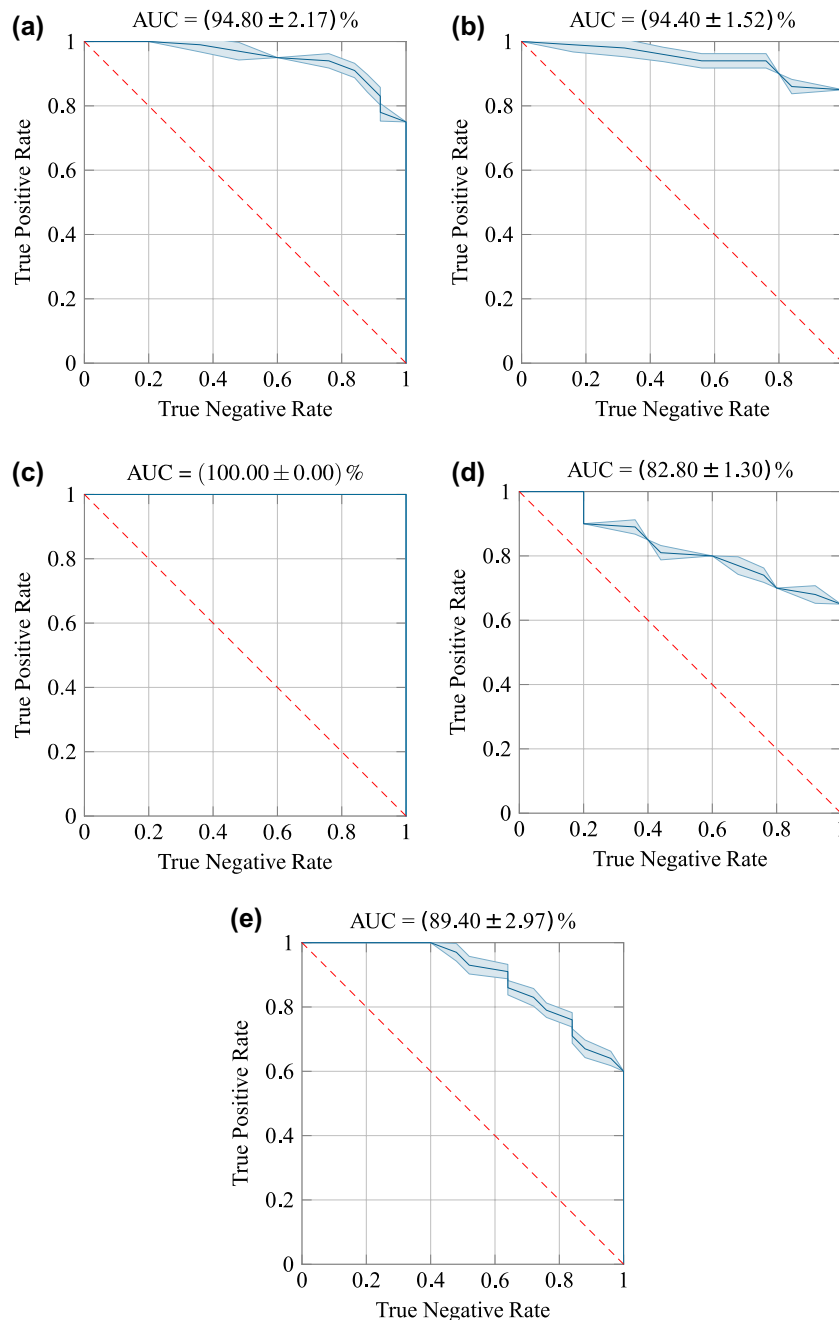 (a)
AUC = (94.80 ± 2.17) %
1
0.8
0.6
0.4
0.2
0
True Positive Rate
0 0.2 0.4 0.6 0.8 1
True Negative Rate
(b)
AUC = (94.40 ± 1.52) %
1
0.8
0.6
0.4
0.2
0
True Positive Rate
0 0.2 0.4 0.6 0.8
True Negative Rate
(c)
AUC = (100.00 ± 0.00) %
1
0.8
0.6
0.4
0.2
0
True Positive Rate
0 0.2 0.4 0.6 0.8 1
True Negative Rate
(d)
AUC = (82.80 ± 1.30) %
1
0.8
0.6
0.4
0.2
0
True Positive Rate
0 0.2 0.4 0.6 0.8
True Negative Rate
(e)
AUC = (89.40 ± 2.97) %
1
0.8
0.6
0.4
0.2
0
True Positive Rate
0 0.2 0.4 0.6 0.8 1
True Negative Rate